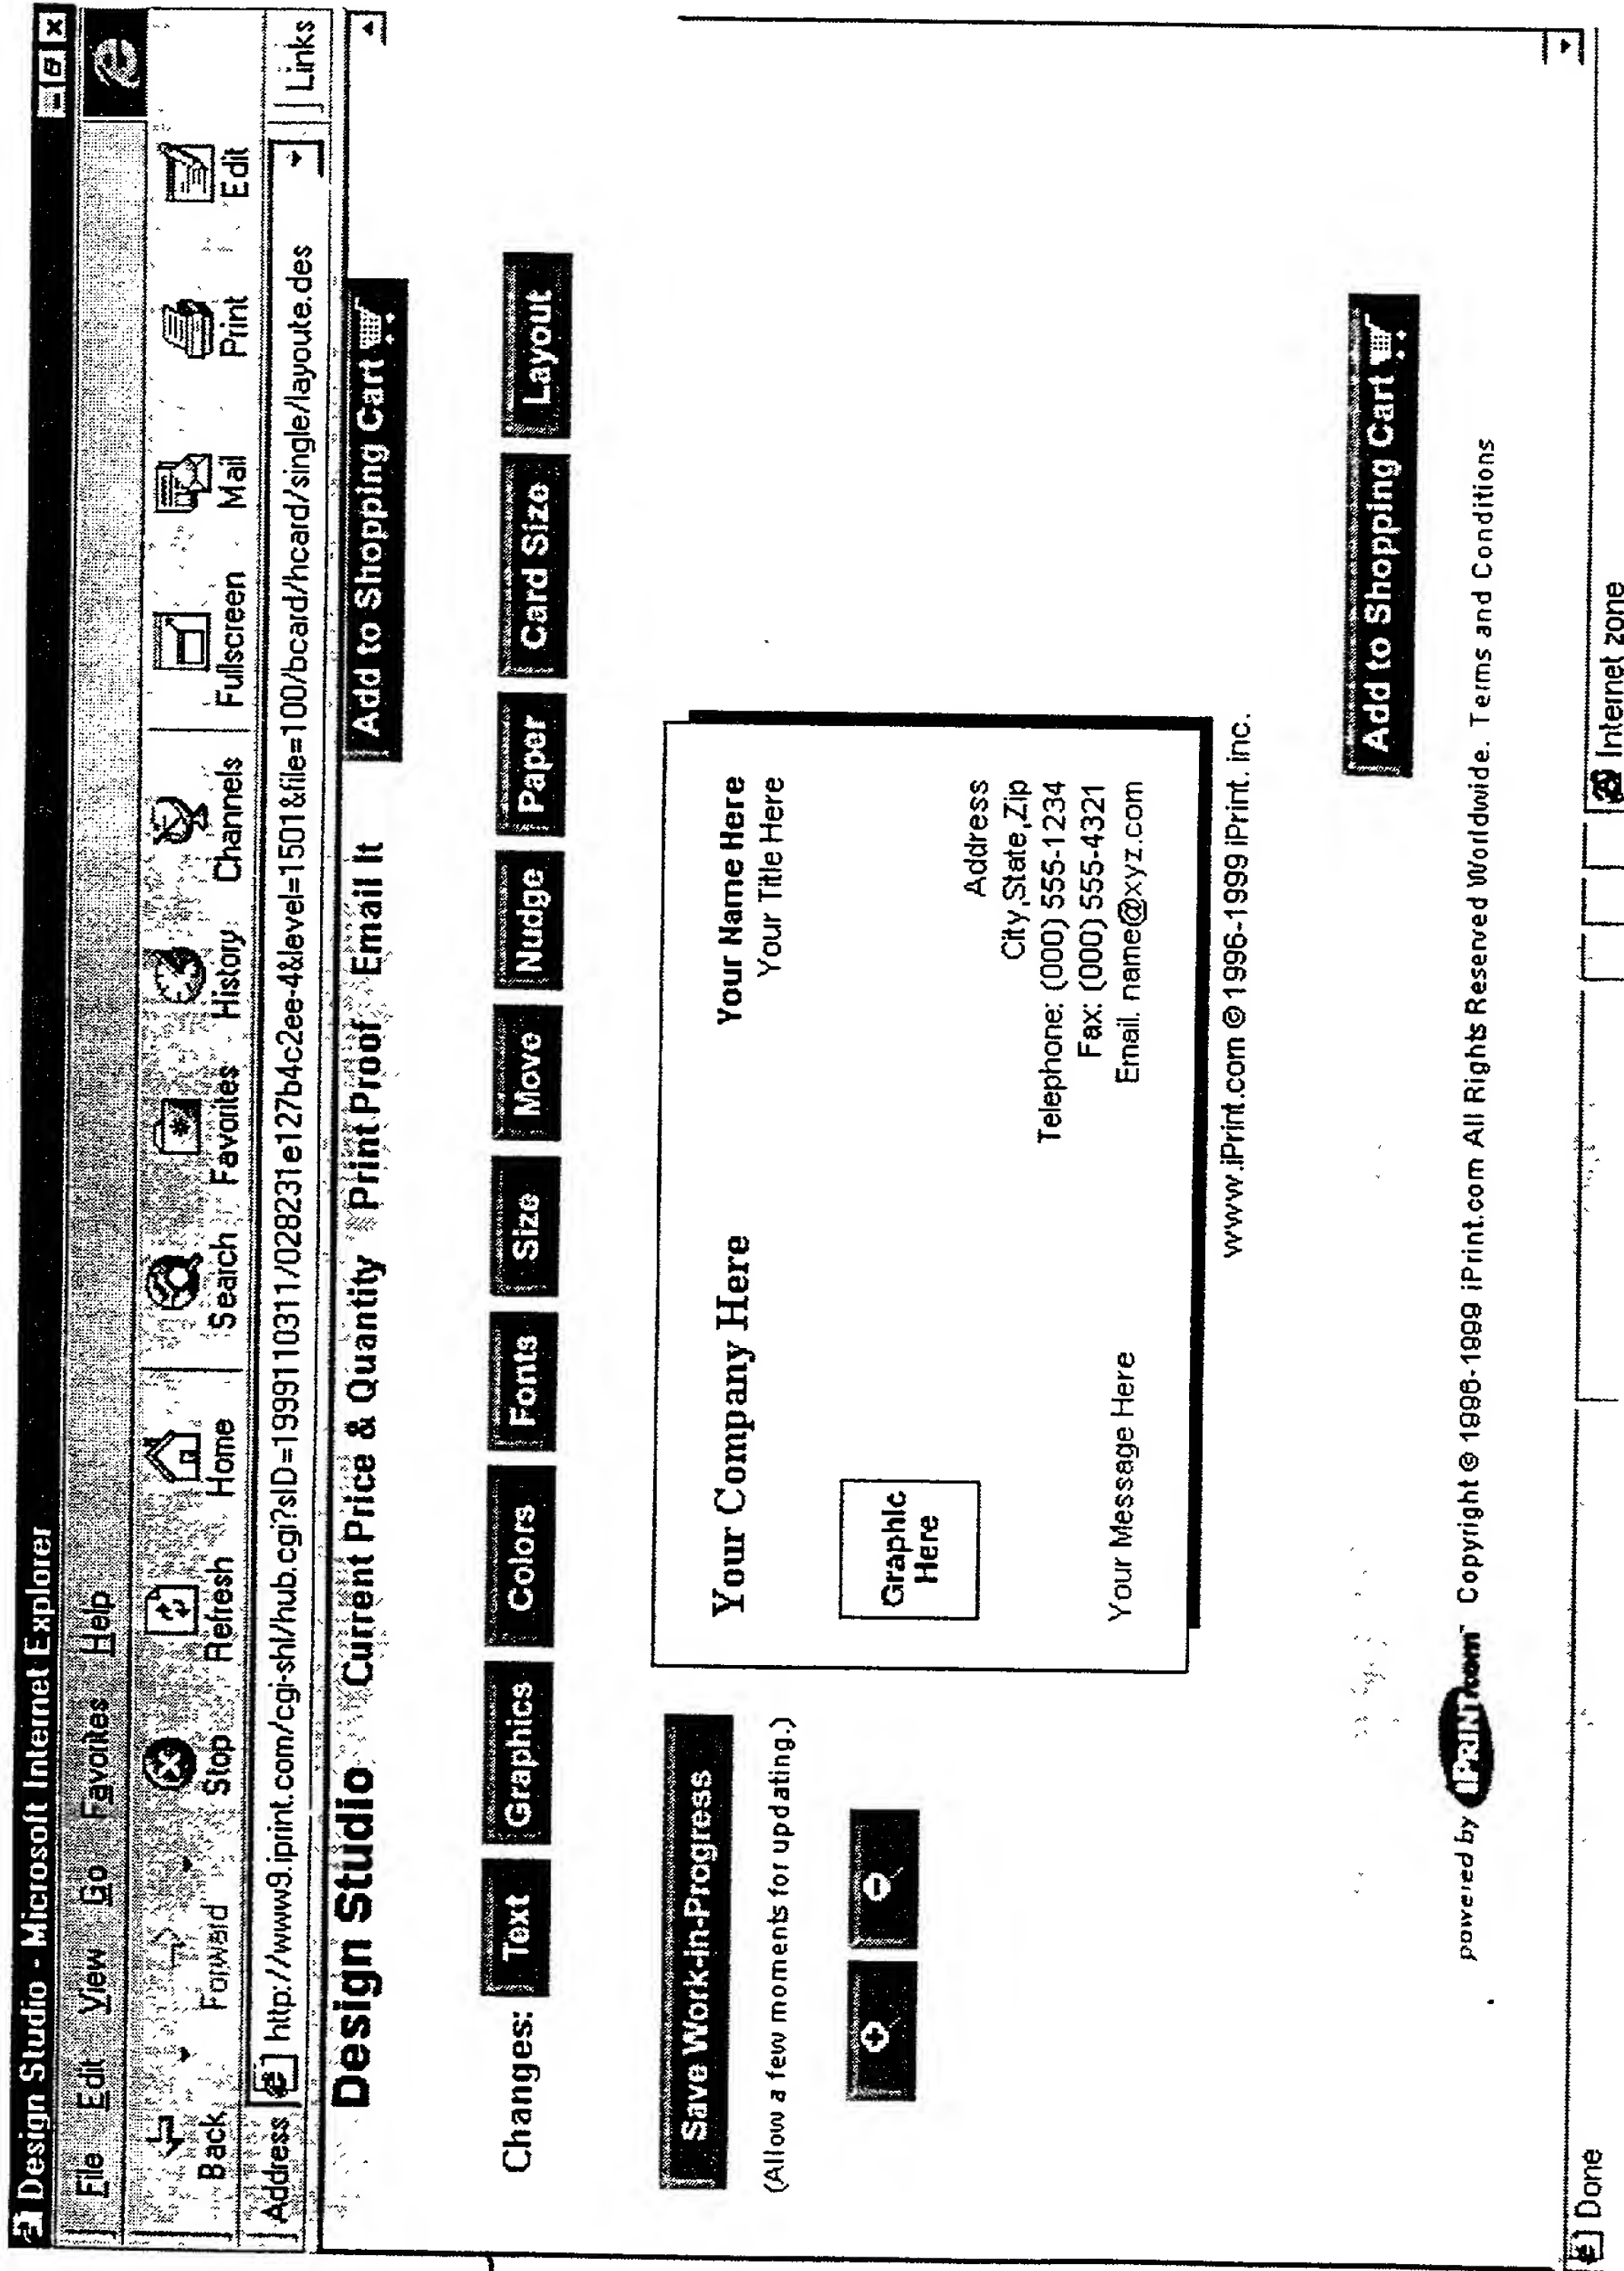 Design Studio - Microsoft Internet Explorer
File Edit View Go Favorites Help
Back Forward Stop Refresh Home Search Favorites History Channels Fullscreen Mail Print Edit
Address http://www9.iprint.com/cgi-shl/hub.cgi?sID=1999110311/028231e127b4c2ee-4&level=1501&file=100/bcard/hcard/single/layoute.des Links
Design Studio Current Price & Quantity Print Proof Email It Add to Shopping Cart
Changes: Text Graphics Colors Fonts Size Move Nudge Paper Card Size Layout
Save Work-in-Progress
(Allow a few moments for updating.)
Your Company Here
Your Name Here
Your Title Here
Graphic
Here
Address
City,State,Zip
Telephone: (000) 555-1234
Fax: (000) 555-4321
Your Message Here
Email. name@xyz.com
www.iPrint.com © 1996-1999 iPrint. inc.
Add to Shopping Cart
powered by iPRINT.com™ Copyright © 1996-1999 iPrint.com All Rights Reserved Worldwide. Terms and Conditions
Done Internet zone